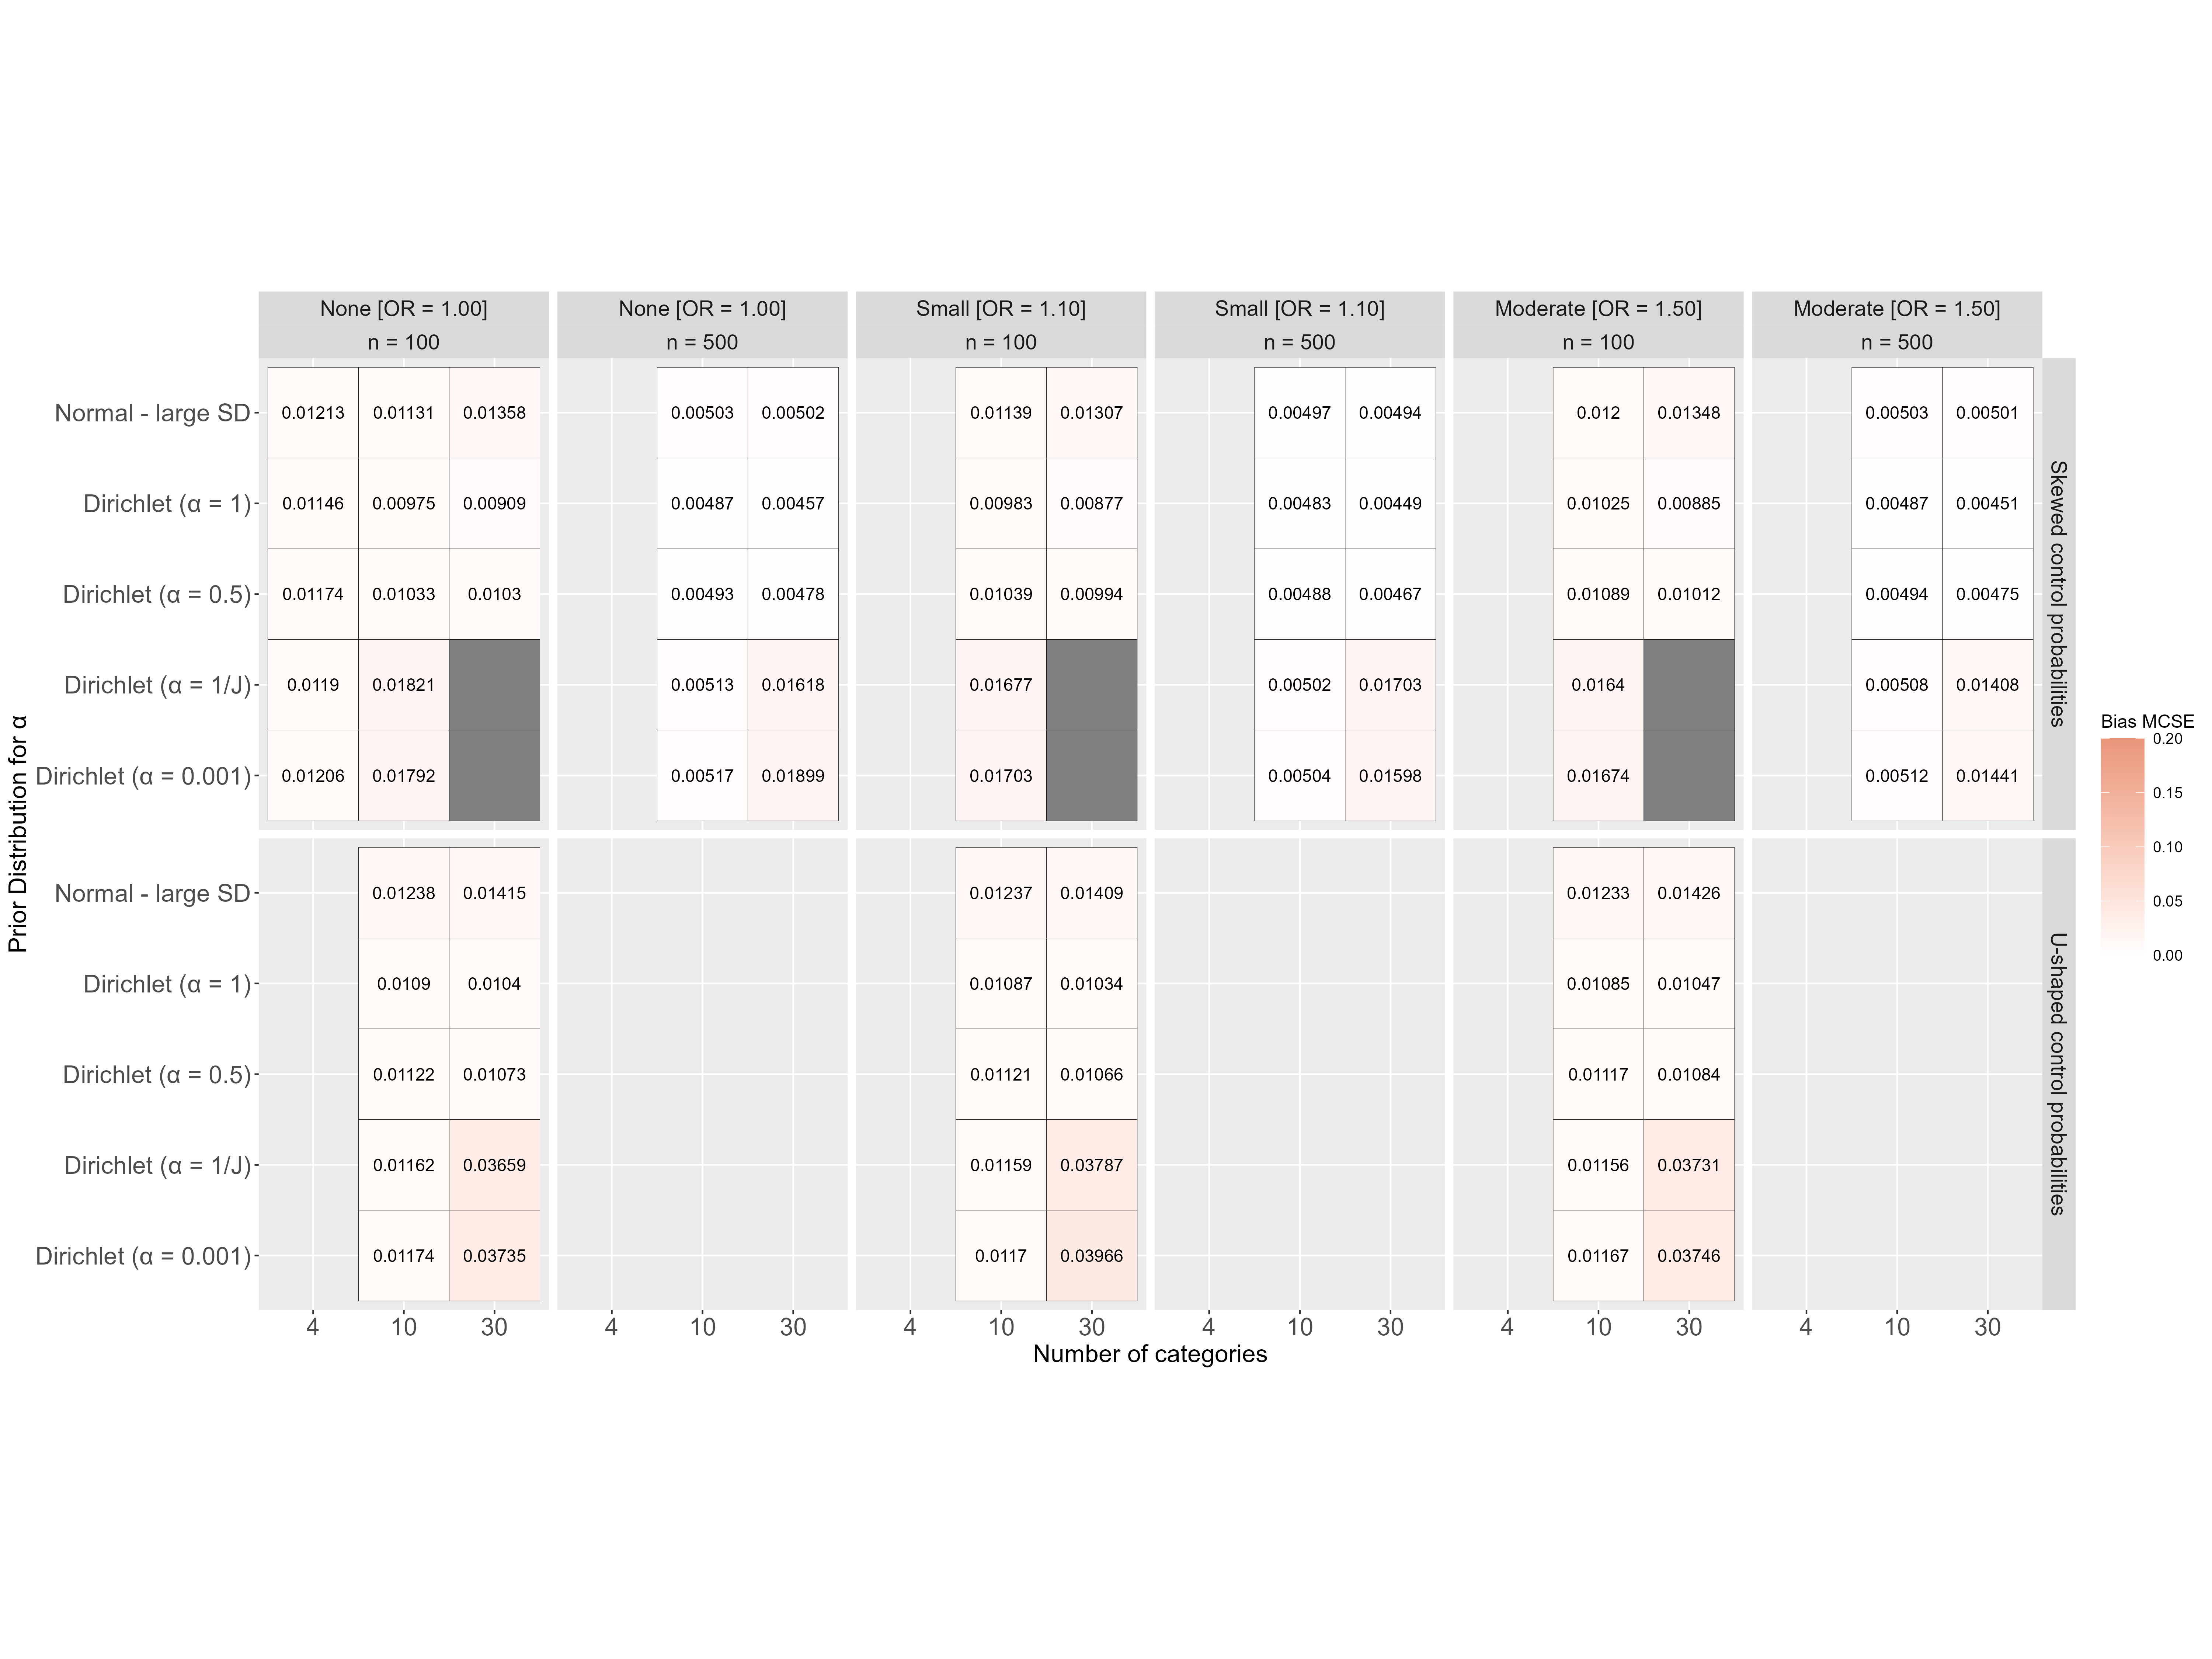 None [OR = 1.00] None [OR = 1.00] Small [OR = 1.10] Small [OR = 1.10] Moderate [OR = 1.50] Moderate [OR = 1.50]
n = 100 n = 500 n = 100 n = 500 n = 100 n = 500
Normal - large SD 0.01213 0.01131 0.01358 0.00503 0.00502 0.01139 0.01307 0.00497 0.00494 0.012 0.01348 0.00503 0.00501
Dirichlet (α = 1) 0.01146 0.00975 0.00909 0.00487 0.00457 0.00983 0.00877 0.00483 0.00449 0.01025 0.00885 0.00487 0.00451
Dirichlet (α = 0.5) 0.01174 0.01033 0.0103 0.00493 0.00478 0.01039 0.00994 0.00488 0.00467 0.01089 0.01012 0.00494 0.00475
Dirichlet (α = 1/J) 0.0119 0.01821 0.00513 0.01618 0.01677 0.00502 0.01703 0.0164 0.00508 0.01408
Dirichlet (α = 0.001) 0.01206 0.01792 0.00517 0.01899 0.01703 0.00504 0.01598 0.01674 0.00512 0.01441
Skewed control probabilities
Normal - large SD 0.01238 0.01415 0.01237 0.01409 0.01233 0.01426
Dirichlet (α = 1) 0.0109 0.0104 0.01087 0.01034 0.01085 0.01047
Dirichlet (α = 0.5) 0.01122 0.01073 0.01121 0.01066 0.01117 0.01084
Dirichlet (α = 1/J) 0.01162 0.03659 0.01159 0.03787 0.01156 0.03731
Dirichlet (α = 0.001) 0.01174 0.03735 0.0117 0.03966 0.01167 0.03746
U-shaped control probabilities
4 10 30 4 10 30 4 10 30 4 10 30 4 10 30 4 10 30
Number of categories
Prior Distribution for α
Bias MCSE
0.20
0.15
0.10
0.05
0.00